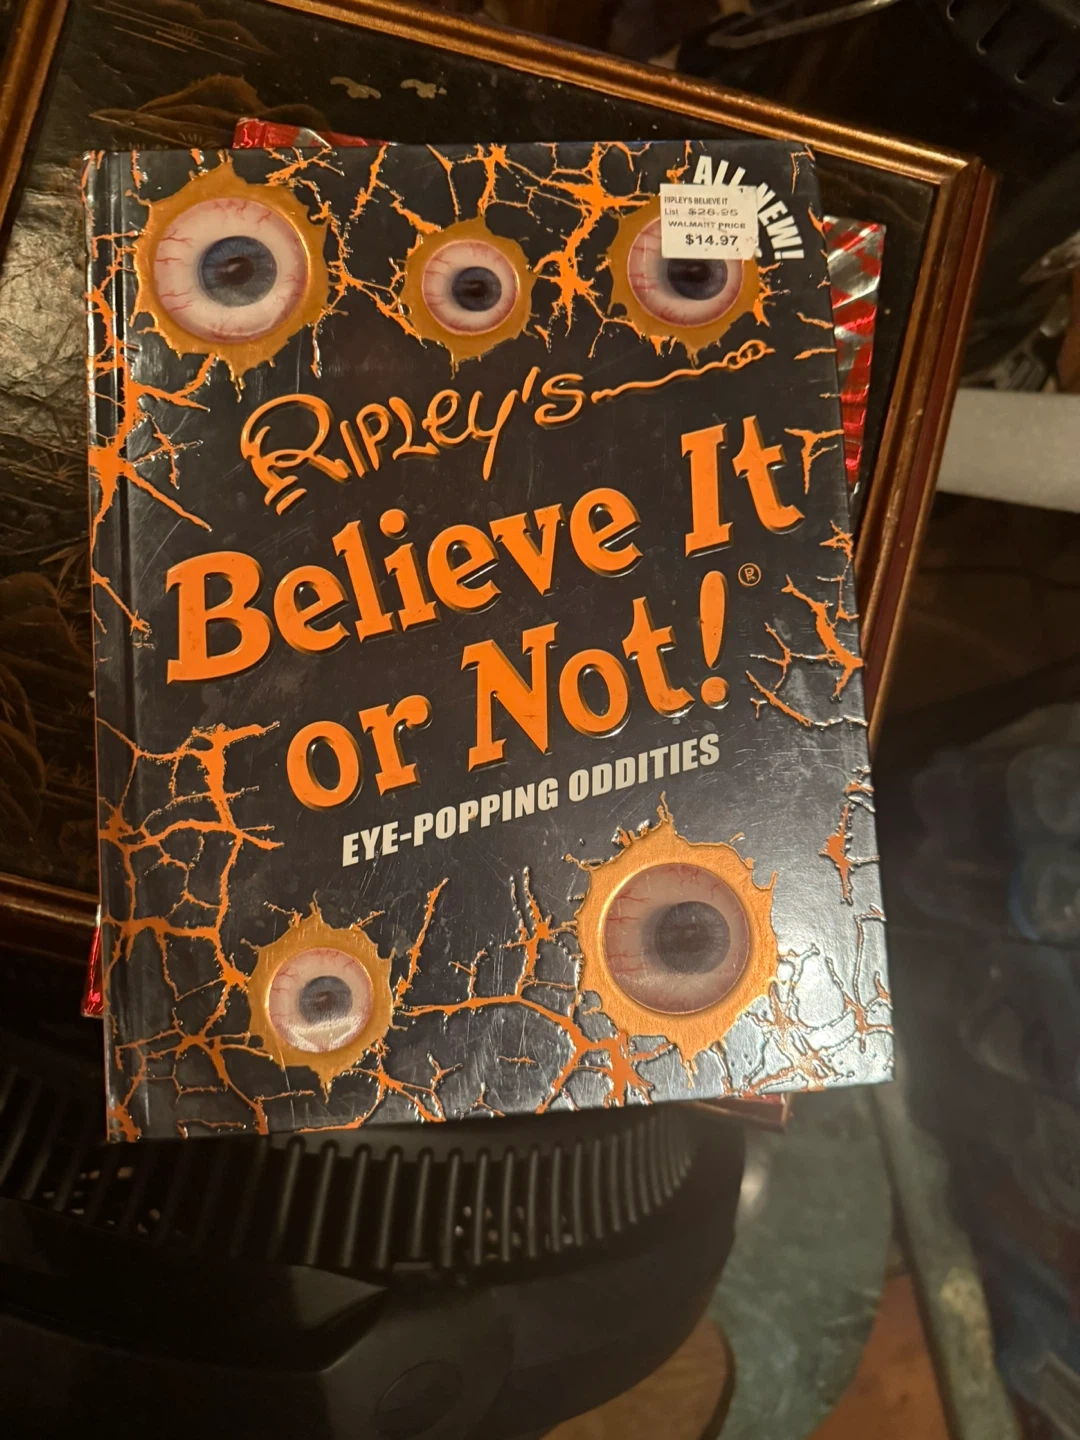 ALL NEW!
RIPLEY'S BELIEVE IT
List $28.95
WALMART PRICE
$14.97
RIPLEY'S
Believe It
or Not!®
EYE-POPPING ODDITIES